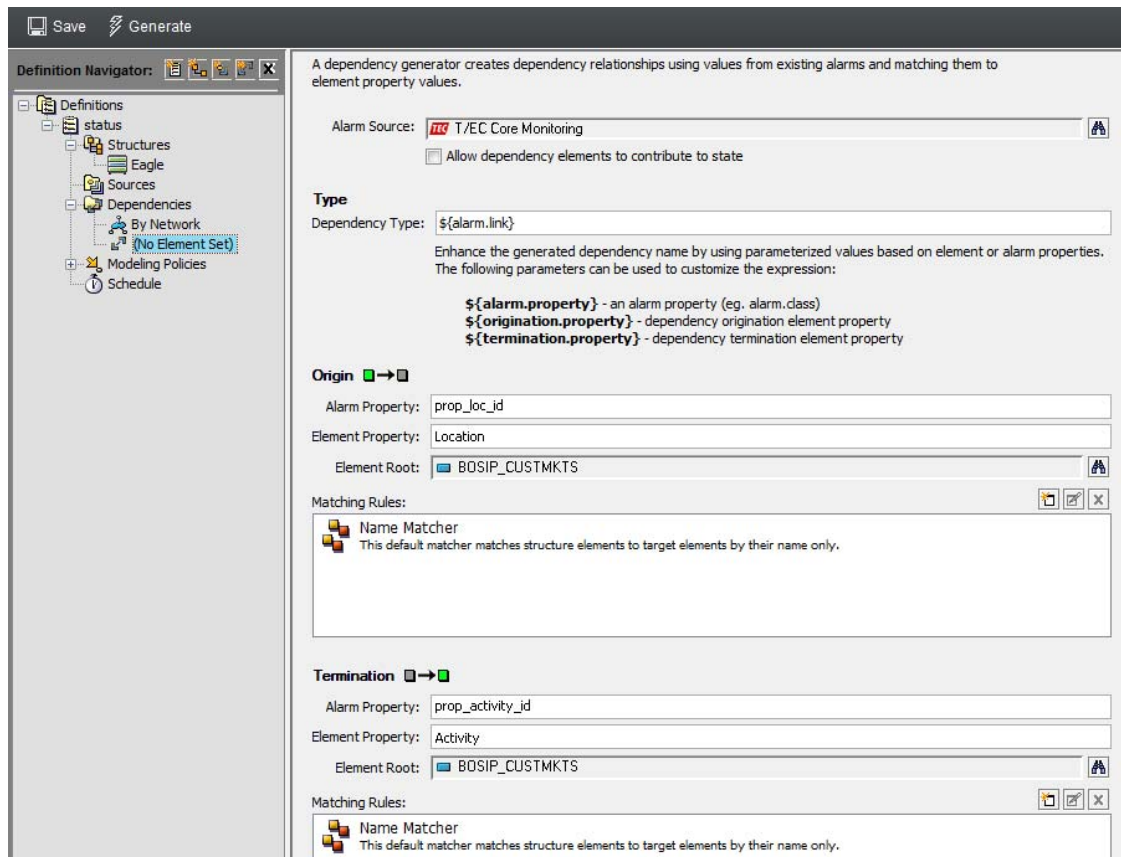 Save Generate
Definition Navigator:
Definitions
status
Structures
Eagle
Sources
Dependencies
By Network
(No Element Set)
Modeling Policies
Schedule
A dependency generator creates dependency relationships using values from existing alarms and matching them to
element property values.
Alarm Source: TEC T/EC Core Monitoring
Allow dependency elements to contribute to state
Type
Dependency Type: ${alarm.link}
Enhance the generated dependency name by using parameterized values based on element or alarm properties.
The following parameters can be used to customize the expression:
${alarm.property} - an alarm property (eg. alarm.class)
${origination.property} - dependency origination element property
${termination.property} - dependency termination element property
Origin
Alarm Property: prop_loc_id
Element Property: Location
Element Root: BOSIP_CUSTMKTS
Matching Rules:
Name Matcher
This default matcher matches structure elements to target elements by their name only.
Termination
Alarm Property: prop_activity_id
Element Property: Activity
Element Root: BOSIP_CUSTMKTS
Matching Rules:
Name Matcher
This default matcher matches structure elements to target elements by their name only.